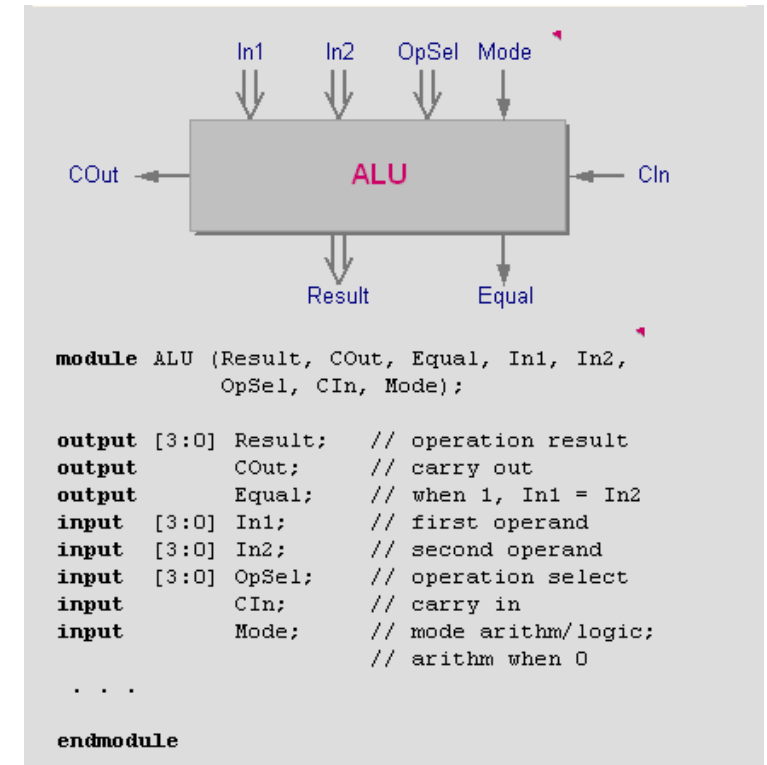 In1 In2 OpSel Mode
COut ALU CIn
Result Equal
module ALU (Result, COut, Equal, In1, In2,
OpSel, CIn, Mode);
output [3:0] Result; // operation result
output COut; // carry out
output Equal; // when 1, In1 = In2
input [3:0] In1; // first operand
input [3:0] In2; // second operand
input [3:0] OpSel; // operation select
input CIn; // carry in
input Mode; // mode arithm/logic;
// arithm when 0
. . .
endmodule